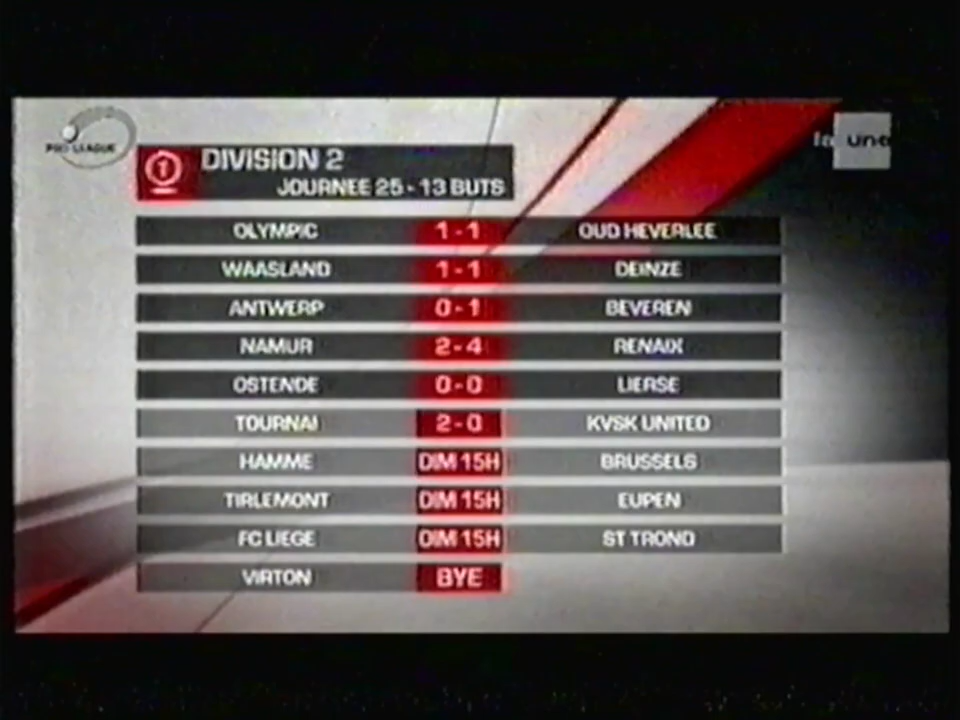 PRO LEAGUE
la une
1 DIVISION 2
JOURNEE 25 - 13 BUTS
OLYMPIC 1 - 1 OUD HEVERLEE
WAASLAND 1 - 1 DEINZE
ANTWERP 0 - 1 BEVEREN
NAMUR 2 - 4 RENAIX
OSTENDE 0 - 0 LIERSE
TOURNAI 2 - 0 KVSK UNITED
HAMME DIM 15H BRUSSELS
TIRLEMONT DIM 15H EUPEN
FC LIEGE DIM 15H ST TROND
VIRTON BYE